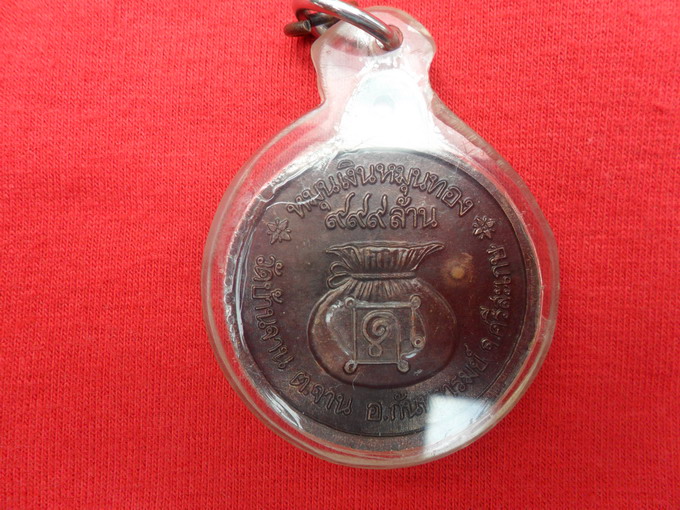 หมุนเงินหมุนทอง
๙๙๙ล้าน
วัดบ้านจาน ต.จาน อ.กันทรารมย์ จ.ศรีสะเกษ